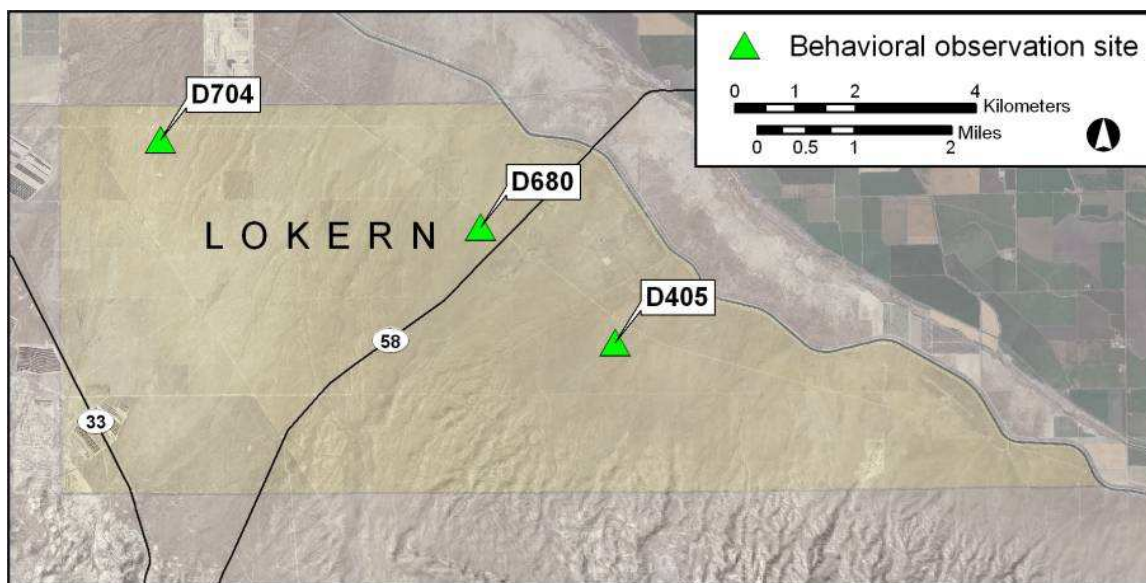 Behavioral observation site
0 1 2 4
Kilometers
Miles
0 0.5 1 2
D704
D680
LOKERN
D405
58
33